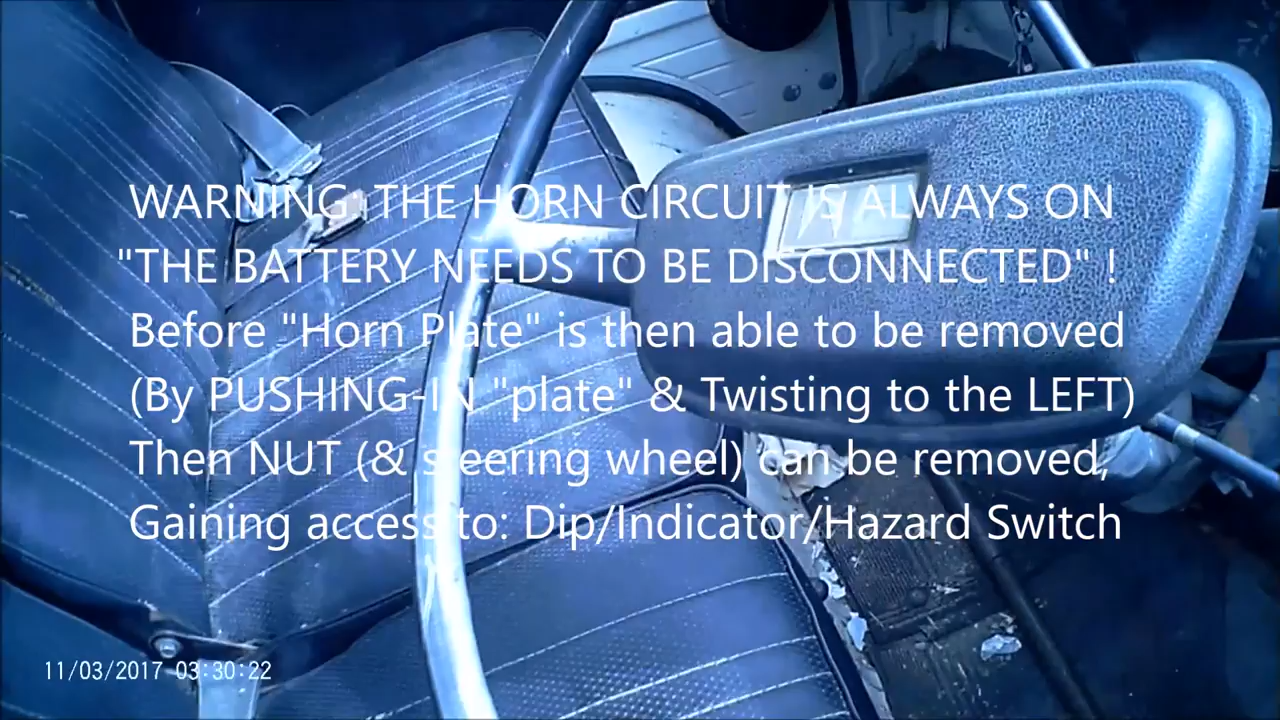 WARNING: THE HORN CIRCUIT IS ALWAYS ON
"THE BATTERY NEEDS TO BE DISCONNECTED" !
Before "Horn Plate" is then able to be removed
(By PUSHING-IN "plate" & Twisting to the LEFT)
Then NUT (& steering wheel) can be removed,
Gaining access to: Dip/Indicator/Hazard Switch
11/03/2017 03:30:22